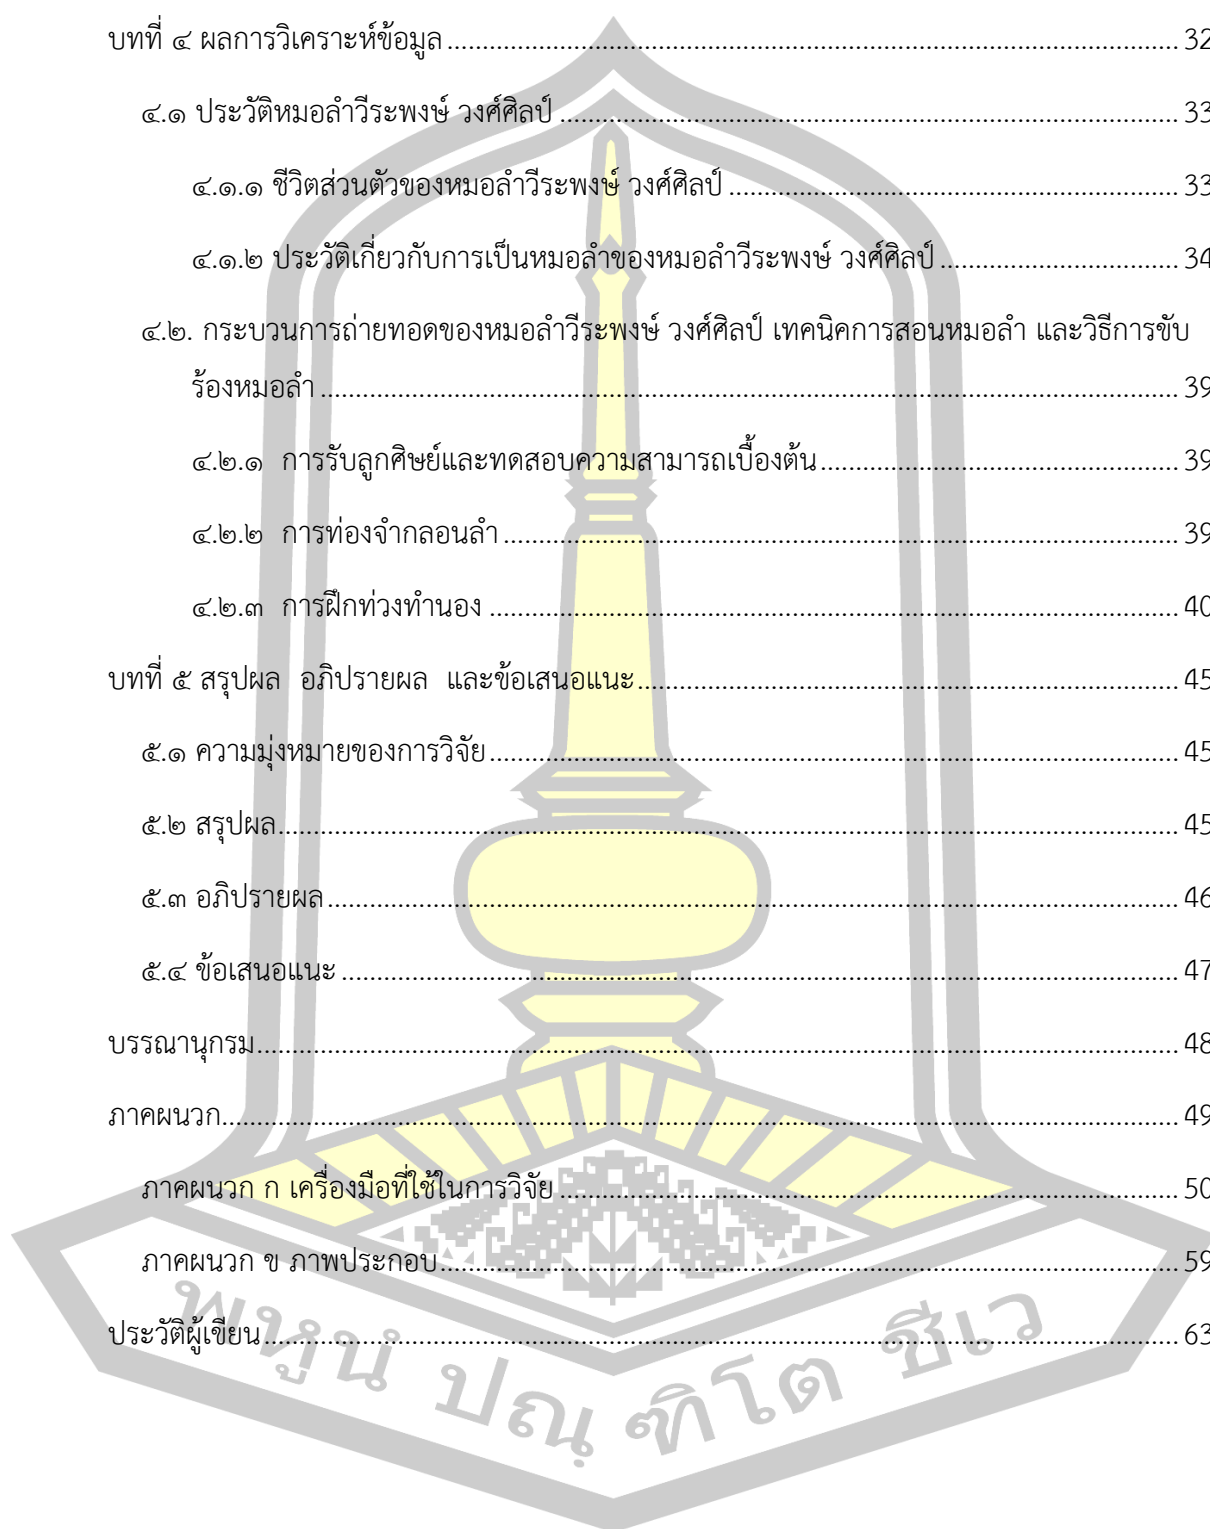 บทที่ ๔ ผลการวิเคราะห์ข้อมูล 32
๔.๑ ประวัติหมอลำวีระพงษ์ วงศ์ศิลป์ 33
๔.๑.๑ ชีวิตส่วนตัวของหมอลำวีระพงษ์ วงศ์ศิลป์ 33
๔.๑.๒ ประวัติเกี่ยวกับการเป็นหมอลำของหมอลำวีระพงษ์ วงศ์ศิลป์ 34
๔.๒. กระบวนการถ่ายทอดของหมอลำวีระพงษ์ วงศ์ศิลป์ เทคนิคการสอนหมอลำ และวิธีการขับ
ร้องหมอลำ 39
๔.๒.๑ การรับลูกศิษย์และทดสอบความสามารถเบื้องต้น 39
๔.๒.๒ การท่องจำกลอนลำ 39
๔.๒.๓ การฝึกท่วงทำนอง 40
บทที่ ๕ สรุปผล อภิปรายผล และข้อเสนอแนะ 45
๕.๑ ความมุ่งหมายของการวิจัย 45
๕.๒ สรุปผล 45
๕.๓ อภิปรายผล 46
๕.๔ ข้อเสนอแนะ 47
บรรณานุกรม 48
ภาคผนวก 49
ภาคผนวก ก เครื่องมือที่ใช้ในการวิจัย 50
ภาคผนวก ข ภาพประกอบ 59
ประวัติผู้เขียน 63
พหูนํ ปณฺฑิโต ชีเว